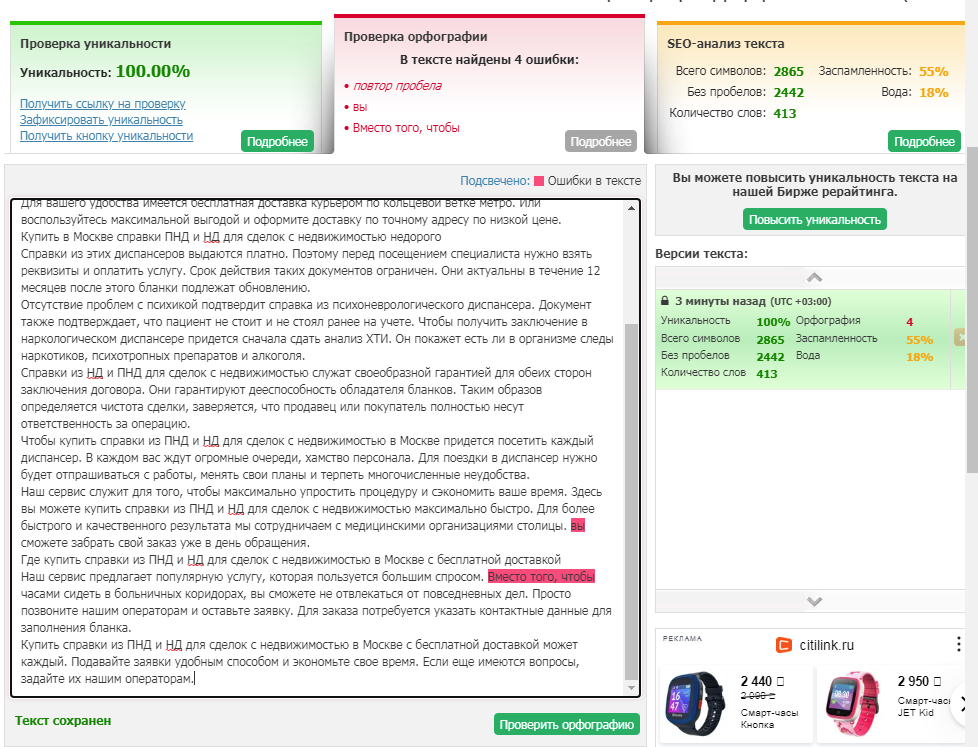 Проверка уникальности
Уникальность: 100.00%
Получить ссылку на проверку
Зафиксировать уникальность
Получить кнопку уникальности
Подробнее
Проверка орфографии
В тексте найдены 4 ошибки:
• повтор пробела
• вы
• Вместо того, чтобы
Подробнее
SEO-анализ текста
Всего символов: 2865 Заспамленность: 55%
Без пробелов: 2442 Вода: 18%
Количество слов: 413
Подробнее
Подсвечено: Ошибки в тексте
Для вашего удобства имеется бесплатная доставка курьером по кольцевой ветке метро. Или
воспользуйтесь максимальной выгодой и оформите доставку по точному адресу по низкой цене.
Купить в Москве справки ПНД и НД для сделок с недвижимостью недорого
Справки из этих диспансеров выдаются платно. Поэтому перед посещением специалиста нужно взять
реквизиты и оплатить услугу. Срок действия таких документов ограничен. Они актуальны в течение 12
месяцев после этого бланки подлежат обновлению.
Отсутствие проблем с психикой подтвердит справка из психоневрологического диспансера. Документ
также подтверждает, что пациент не стоит и не стоял ранее на учете. Чтобы получить заключение в
наркологическом диспансере придется сначала сдать анализ ХТИ. Он покажет есть ли в организме следы
наркотиков, психотропных препаратов и алкоголя.
Справки из НД и ПНД для сделок с недвижимостью служат своеобразной гарантией для обеих сторон
заключения договора. Они гарантируют дееспособность обладателя бланков. Таким образов
определяется чистота сделки, заверяется, что продавец или покупатель полностью несут
ответственность за операцию.
Чтобы купить справки из ПНД и НД для сделок с недвижимостью в Москве придется посетить каждый
диспансер. В каждом вас ждут огромные очереди, хамство персонала. Для поездки в диспансер нужно
будет отпрашиваться с работы, менять свои планы и терпеть многочисленные неудобства.
Наш сервис служит для того, чтобы максимально упростить процедуру и сэкономить ваше время. Здесь
вы можете купить справки из ПНД и НД для сделок с недвижимостью максимально быстро. Для более
быстрого и качественного результата мы сотрудничаем с медицинскими организациями столицы. вы
сможете забрать свой заказ уже в день обращения.
Где купить справки из ПНД и НД для сделок с недвижимостью в Москве с бесплатной доставкой
Наш сервис предлагает популярную услугу, которая пользуется большим спросом. Вместо того, чтобы
часами сидеть в больничных коридорах, вы сможете не отвлекаться от повседневных дел. Просто
позвоните нашим операторам и оставьте заявку. Для заказа потребуется указать контактные данные для
заполнения бланка.
Купить справки из ПНД и НД для сделок с недвижимостью в Москве с бесплатной доставкой может
каждый. Подавайте заявки удобным способом и экономьте свое время. Если еще имеются вопросы,
задайте их нашим операторам.
Текст сохранен
Проверить орфографию
Вы можете повысить уникальность текста на
нашей Бирже рерайтинга.
Повысить уникальность
Версии текста:
3 минуты назад (UTC +03:00)
Уникальность 100% Орфография 4
Всего символов 2865 Заспамленность 55%
Без пробелов 2442 Вода 18%
Количество слов 413
РЕКЛАМА
citilink.ru
2 440
Смарт-часы
Кнопка
2 950
JET Kid